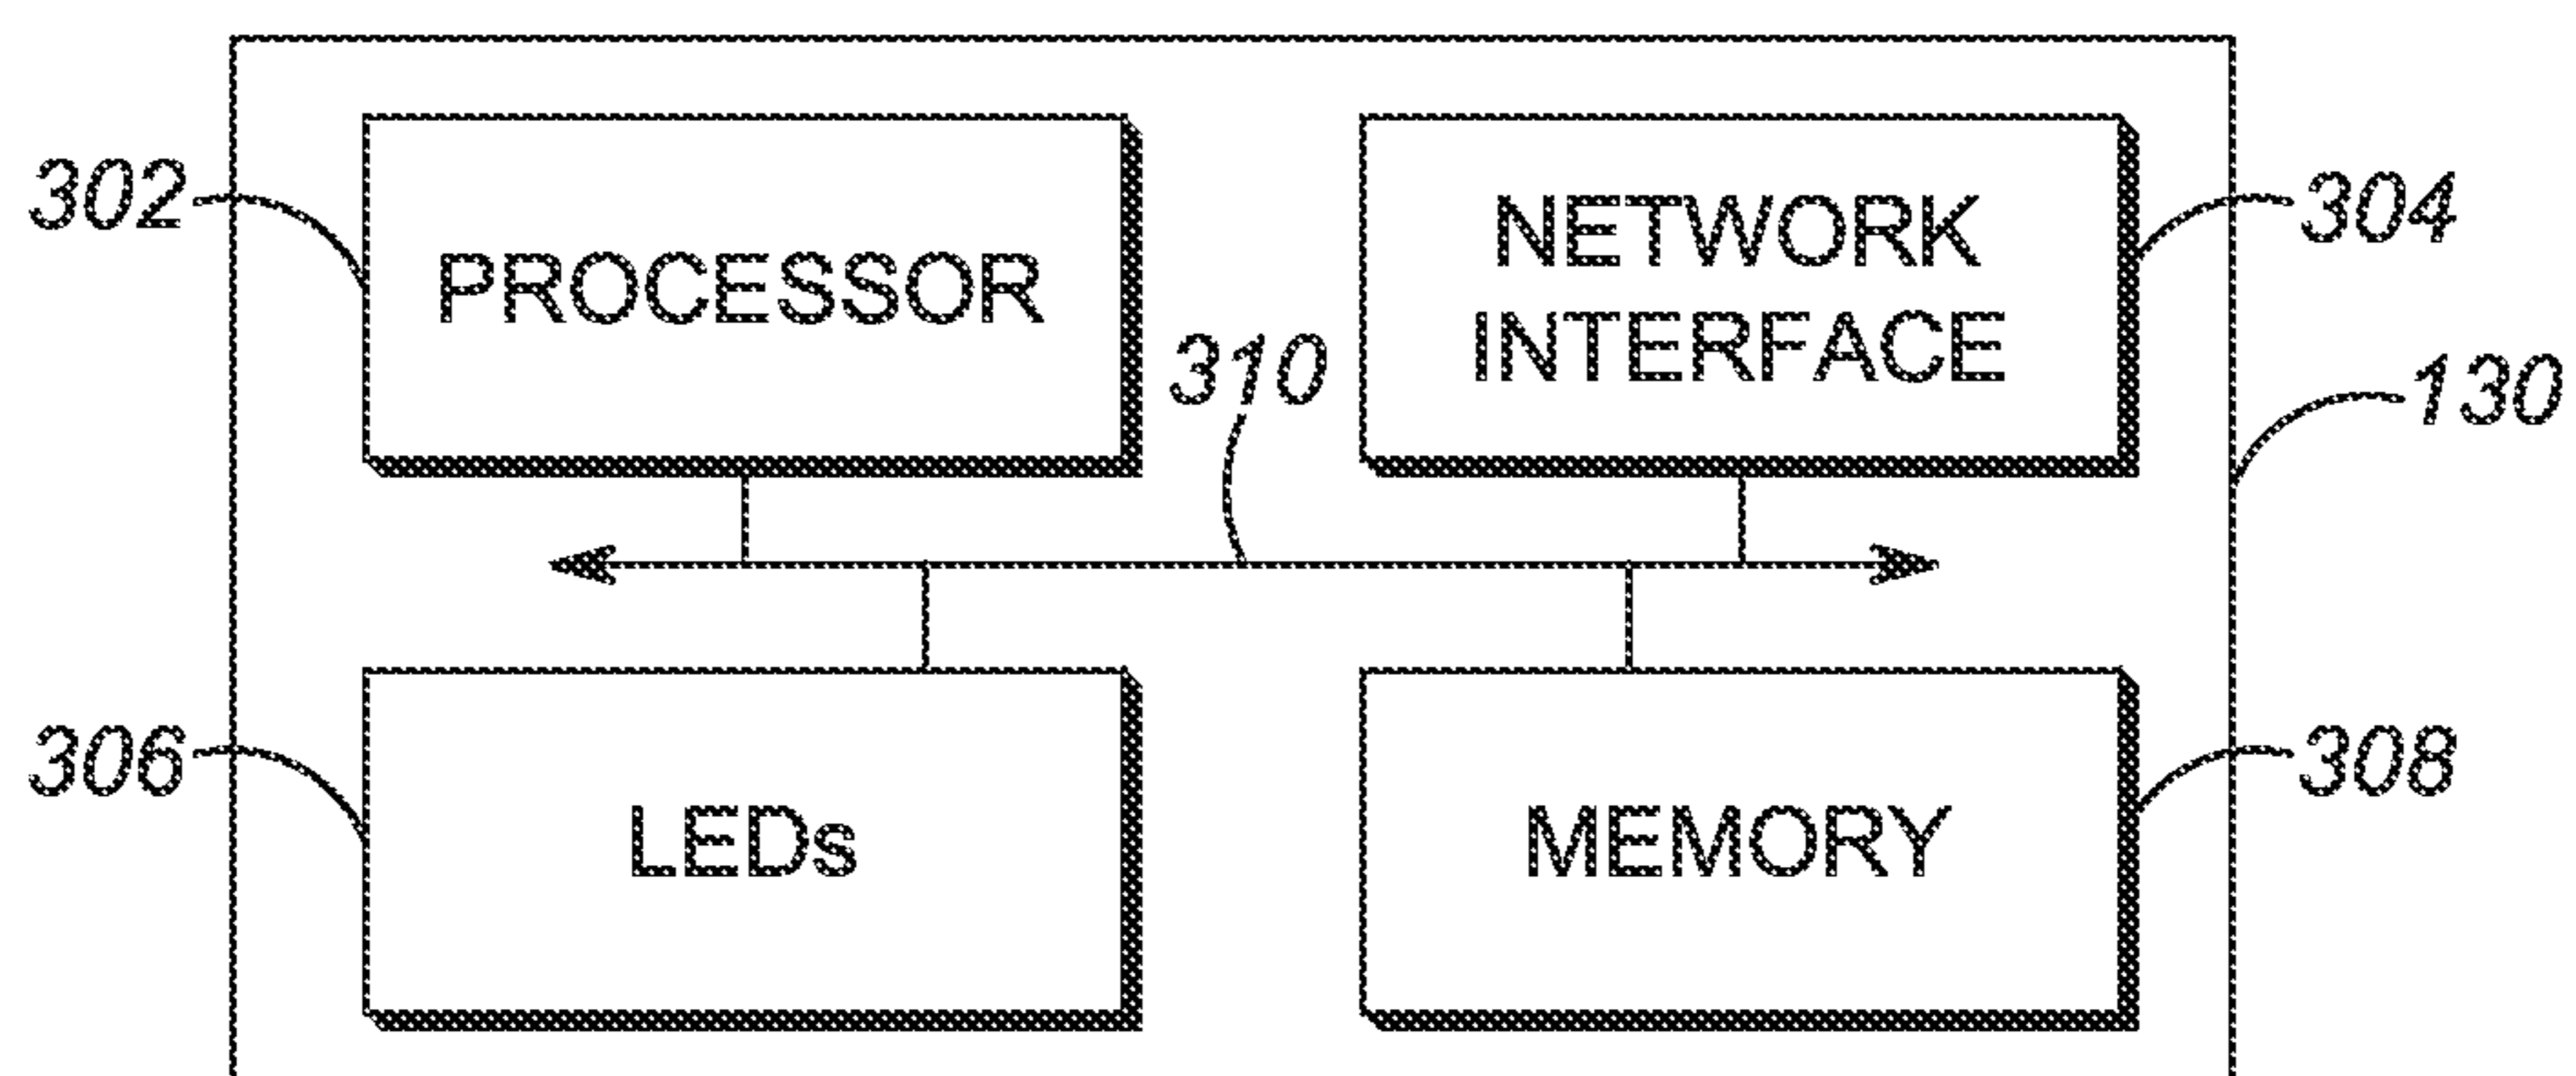 302
PROCESSOR
NETWORK
INTERFACE
304
310
130
306
LEDs
MEMORY
308